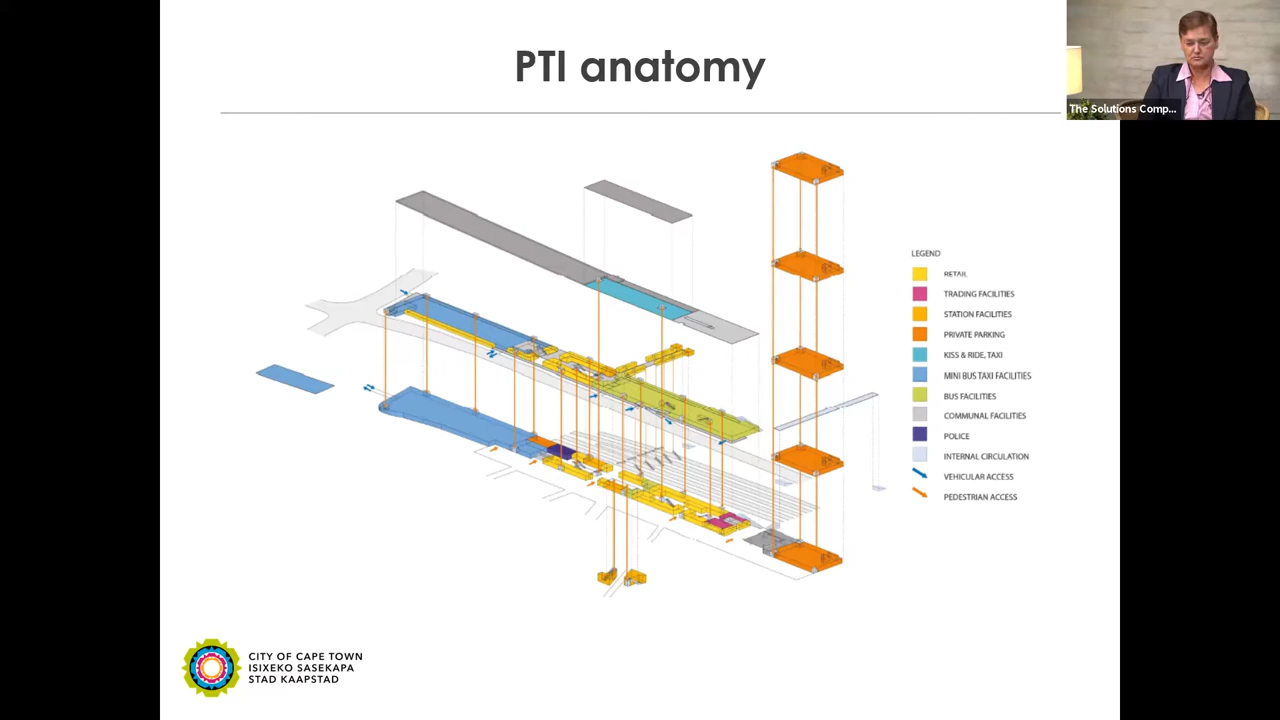 PTI anatomy
The Solutions Comp...
LEGEND
RETAIL
TRADING FACILITIES
STATION FACILITIES
PRIVATE PARKING
KISS & RIDE, TAXI
MINI BUS TAXI FACILITIES
BUS FACILITIES
COMMUNAL FACILITIES
POLICE
INTERNAL CIRCULATION
VEHICULAR ACCESS
PEDESTRIAN ACCESS
CITY OF CAPE TOWN
ISIXEKO SASEKAPA
STAD KAAPSTAD